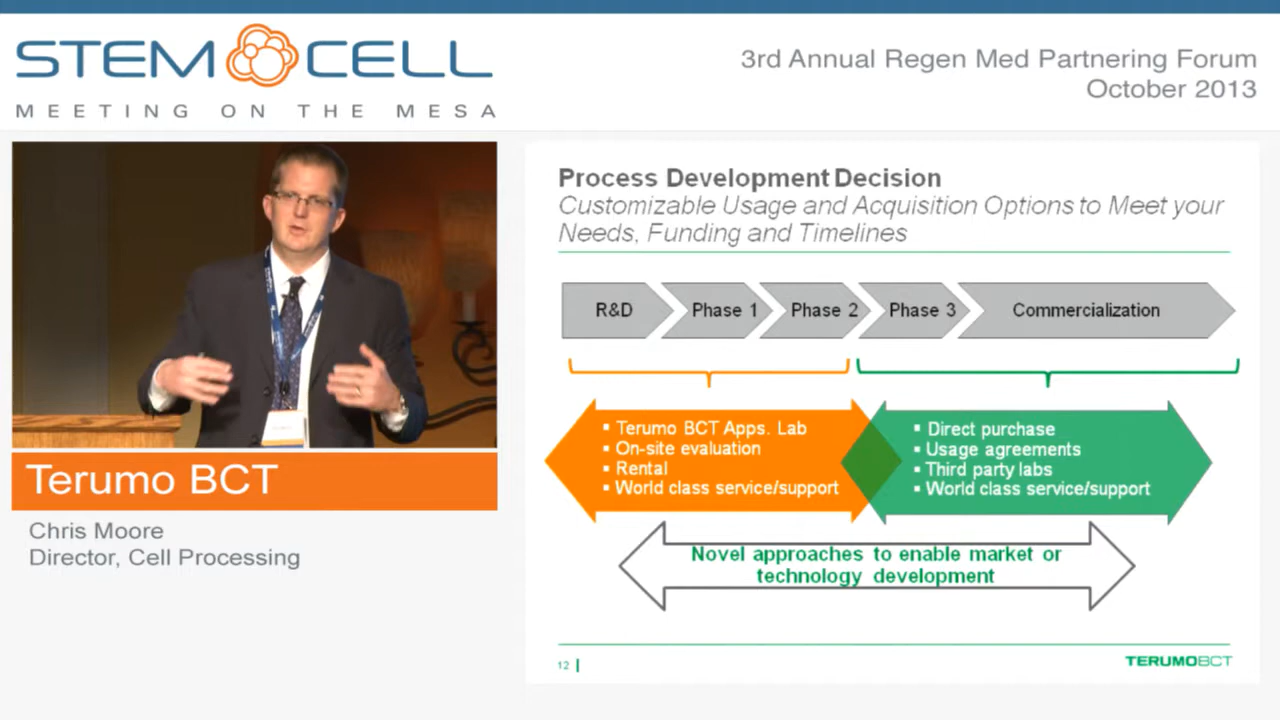 STEM CELL
MEETING ON THE MESA
3rd Annual Regen Med Partnering Forum
October 2013
Terumo BCT
Chris Moore
Director, Cell Processing
Process Development Decision
Customizable Usage and Acquisition Options to Meet your
Needs, Funding and Timelines
R&D
Phase 1
Phase 2
Phase 3
Commercialization
▪ Terumo BCT Apps. Lab
▪ On-site evaluation
▪ Rental
▪ World class service/support
▪ Direct purchase
▪ Usage agreements
▪ Third party labs
▪ World class service/support
Novel approaches to enable market or
technology development
12
TERUMOBCT